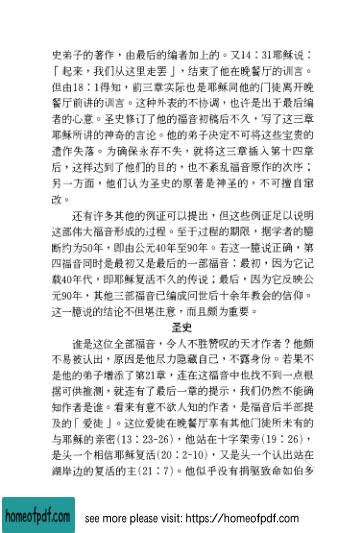 史弟子的著作，由最后的编者加上的。又14：31耶稣说：
「起来，我们从这里走罢」，结束了他在晚餐厅的训言。
但由18：1得知，前三章实际也是耶稣同他的门徒离开晚
餐厅前讲的训言。这种外表的不协调，也许是出于最后编
者的心意。圣史修订了他的福音初稿后不久，写了这三章
耶稣所讲的神奇的言论。他的弟子决定不可将这些宝贵的
遗作失落。为确保永存不失，就将这三章插入第十四章
后，这样达到了他们的目的，也不紊乱福音原作的次序；
另一方面，他们认为圣史的原著是神圣的，不可擅自窜
改。
还有许多其他的例证可以提出，但这些例证足以说明
这部伟大福音形成的过程。至于过程的期限，据学者的臆
断约为50年，即由公元40年至90年。若这一臆说正确，第
四福音同时是最初又是最后的一部福音：最初，因为它记
载40年代，即耶稣复活不久的传说；最后，因为它反映公
元90年，其他三部福音已编成问世后十余年教会的信仰。
这一臆说的结论不但堪注意，而且颇为重要。
圣史
谁是这位全部福音，令人不胜赞叹的天才作者？他颇
不易被认出，原因是他尽力隐藏自己，不露身份。若果不
是他的弟子增添了第21章，连在这福音中也找不到一点根
据可供推测，就连有了最后一章的提示，我们仍然不能确
知作者是谁。看来有意不欲人知的作者，是福音后半部提
及的「爱徒」。这位爱徒在晚餐厅享有其他门徒所未有的
与耶稣的亲密(13：23-26)，他站在十字架旁(19：26)，
是头一个相信耶稣复活(20：2-10)，又是头一个认出站在
湖岸边的复活的主(21：7)。他似乎没有捐躯致命如伯多
homeofpdf.com
see more please visit: https://homeofpdf.com